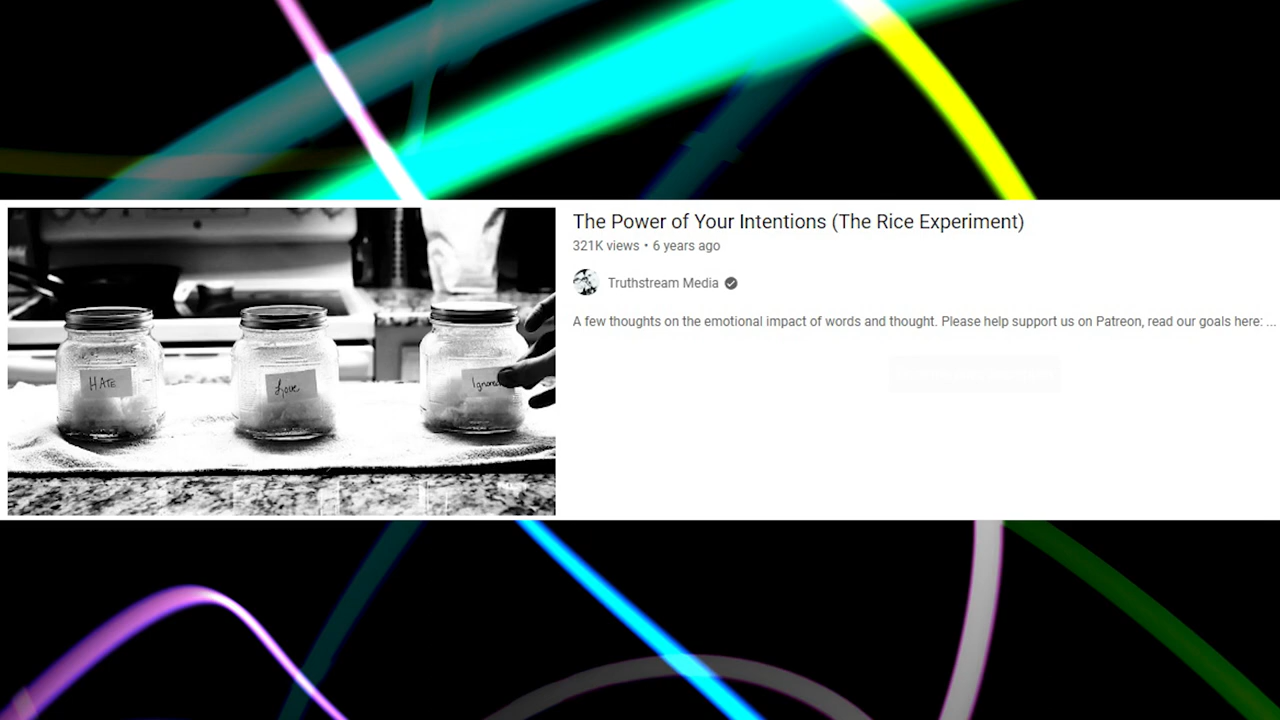 The Power of Your Intentions (The Rice Experiment)
321K views • 6 years ago
Truthstream Media
A few thoughts on the emotional impact of words and thought. Please help support us on Patreon, read our goals here: ...
HATE
Love